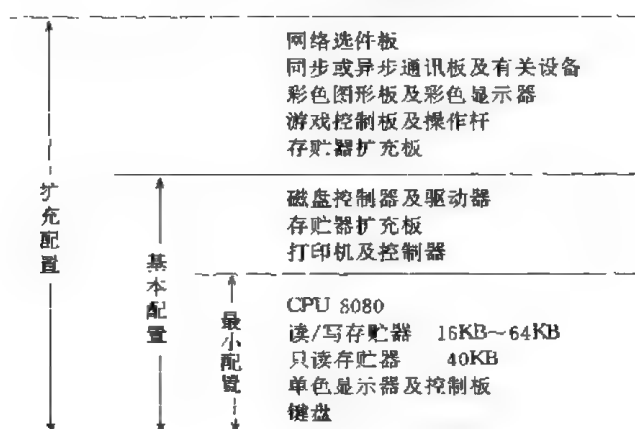 网络选件板
同步或异步通讯板及有关设备
彩色图形板及彩色显示器
游戏控制板及操作杆
存贮器扩充板
扩充配置
磁盘控制器及驱动器
存贮器扩充板
打印机及控制器
基本配置
CPU 8080
读/写存贮器 16KB~64KB
只读存贮器 40KB
单色显示器及控制板
键盘
最小配置